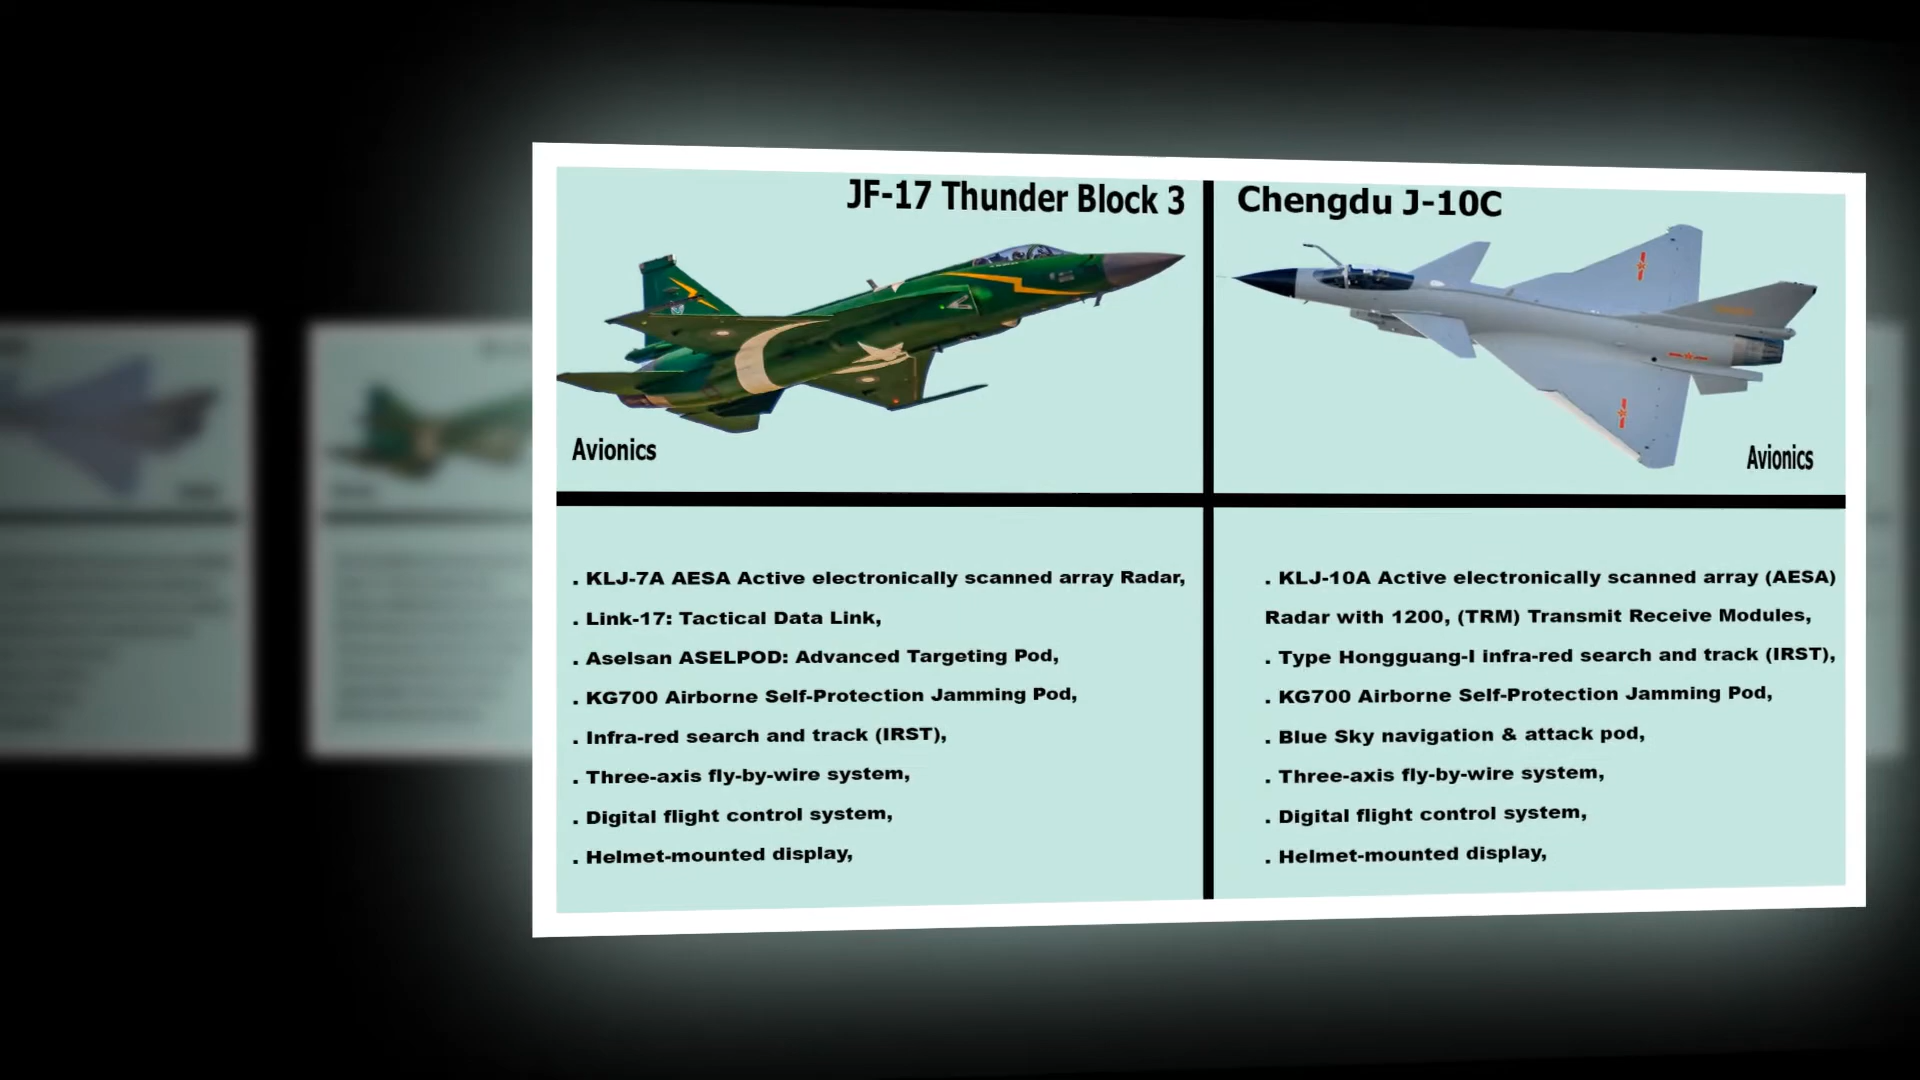 JF-17 Thunder Block 3
Avionics
. KLJ-7A AESA Active electronically scanned array Radar,
. Link-17: Tactical Data Link,
. Aselsan ASELPOD: Advanced Targeting Pod,
. KG700 Airborne Self-Protection Jamming Pod,
. Infra-red search and track (IRST),
. Three-axis fly-by-wire system,
. Digital flight control system,
. Helmet-mounted display,
Chengdu J-10C
Avionics
. KLJ-10A Active electronically scanned array (AESA)
Radar with 1200, (TRM) Transmit Receive Modules,
. Type Hongguang-I infra-red search and track (IRST),
. KG700 Airborne Self-Protection Jamming Pod,
. Blue Sky navigation & attack pod,
. Three-axis fly-by-wire system,
. Digital flight control system,
. Helmet-mounted display,